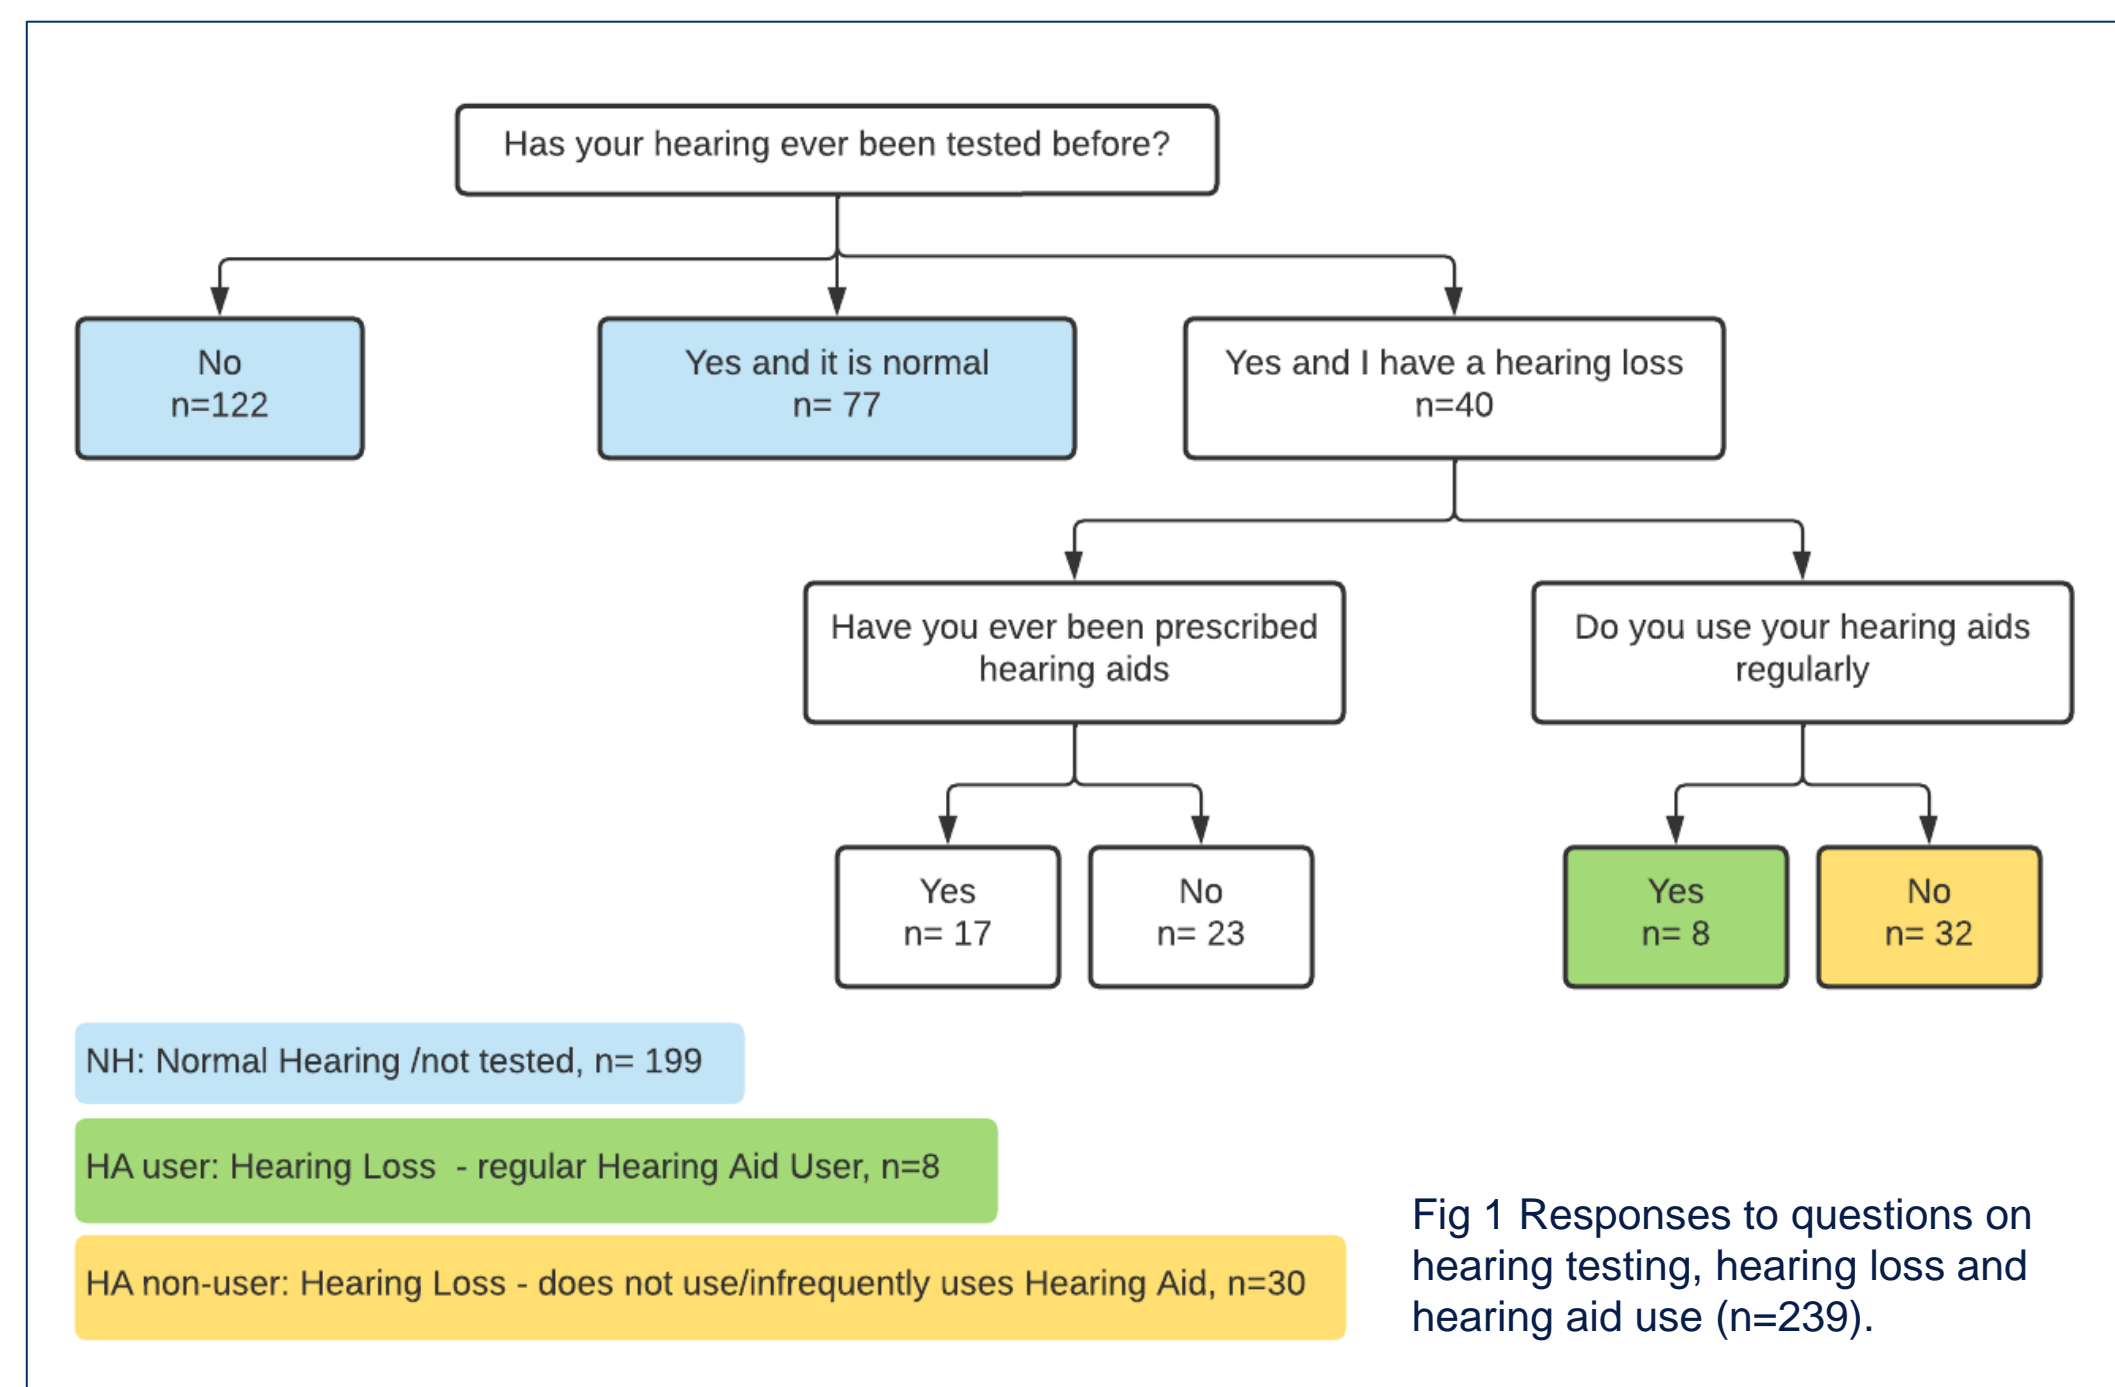 Has your hearing ever been tested before?
No
n=122
Yes and it is normal
n= 77
Yes and I have a hearing loss
n=40
Have you ever been prescribed
hearing aids
Do you use your hearing aids
regularly
Yes
n= 17
No
n= 23
Yes
n= 8
No
n= 32
NH: Normal Hearing /not tested, n= 199
HA user: Hearing Loss  - regular Hearing Aid User, n=8
HA non-user: Hearing Loss - does not use/infrequently uses Hearing Aid, n=30
Fig 1 Responses to questions on
hearing testing, hearing loss and
hearing aid use (n=239).